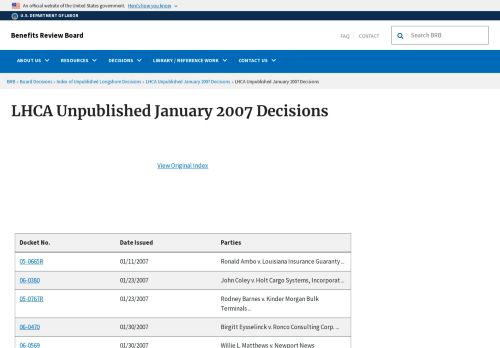 An official website of the United States government. Here's how you know
U.S. DEPARTMENT OF LABOR
Benefits Review Board
FAQ CONTACT
Search BRB
ABOUT US RESOURCES DECISIONS LIBRARY / REFERENCE WORK CONTACT US
BRB › Board Decisions › Index of Unpublished Longshore Decisions › LHCA Unpublished January 2007 Decisions › LHCA Unpublished January 2007 Decisions
LHCA Unpublished January 2007 Decisions
View Original Index
Docket No. Date Issued Parties
05-0665R 01/11/2007 Ronald Ambo v. Louisiana Insurance Guaranty...
06-0380 01/23/2007 John Coley v. Holt Cargo Systems, Incorporat...
05-0767R 01/23/2007 Rodney Barnes v. Kinder Morgan Bulk
Terminals...
06-0470 01/30/2007 Birgitt Eysselinck v. Ronco Consulting Corp. ...
06-0569 01/30/2007 Willie L. Matthews v. Newport News